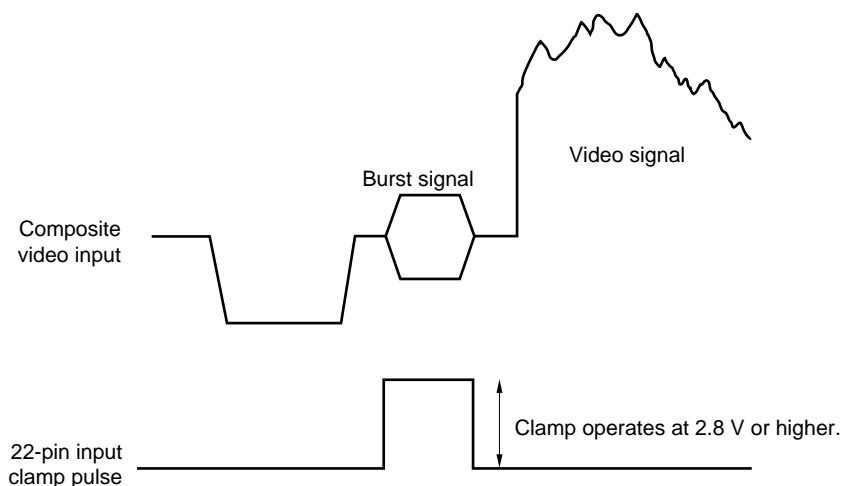 Video signal
Burst signal
Composite
video input
Clamp operates at 2.8 V or higher.
22-pin input
clamp pulse